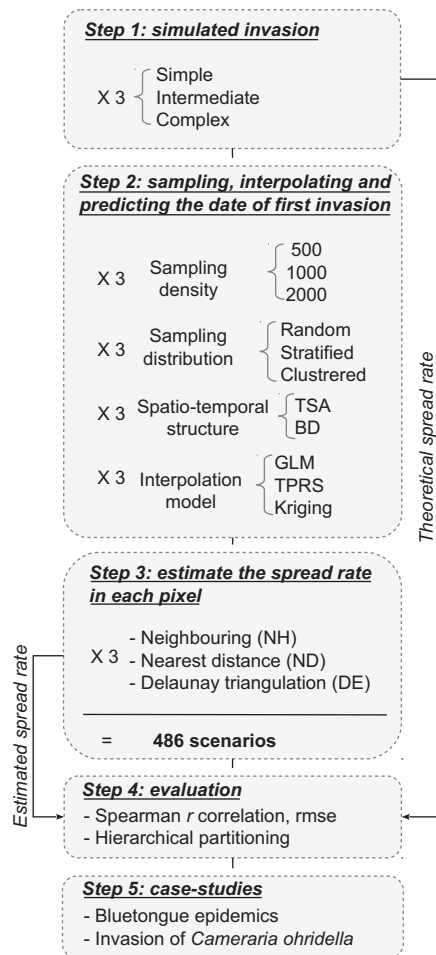 Step 1: simulated invasion
X 3
Simple
Intermediate
Complex
Step 2: sampling, interpolating and
predicting the date of first invasion
X 3
Sampling
density
500
1000
2000
X 3
Sampling
distribution
Random
Stratified
Clustrered
X 3
Spatio-temporal
structure
TSA
BD
X 3
Interpolation
model
GLM
TPRS
Kriging
Theoretical spread rate
Step 3: estimate the spread rate
in each pixel
X 3
- Neighbouring (NH)
- Nearest distance (ND)
- Delaunay triangulation (DE)
= 486 scenarios
Estimated spread rate
Step 4: evaluation
- Spearman r correlation, rmse
- Hierarchical partitioning
Step 5: case-studies
- Bluetongue epidemics
- Invasion of Cameraria ohridella